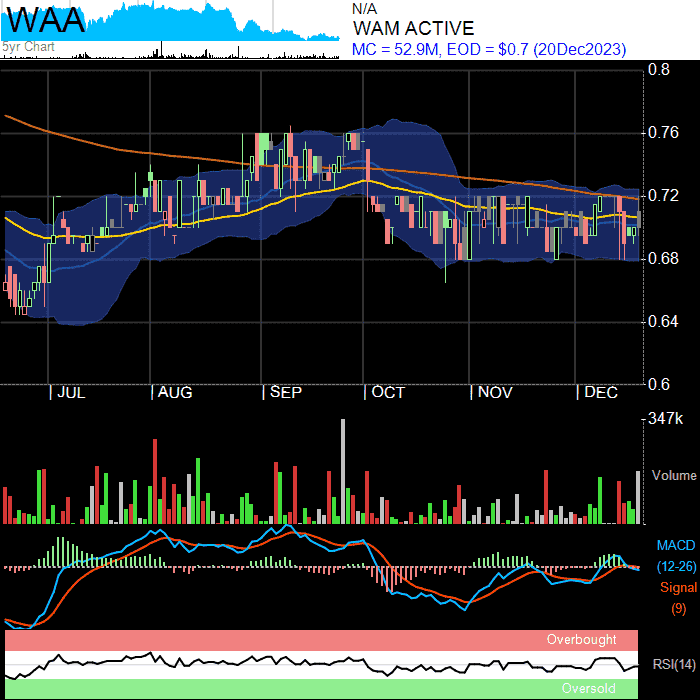 WAA
5yr Chart
N/A
WAM ACTIVE
MC = 52.9M, EOD = $0.7 (20Dec2023)
0.8
0.76
0.72
0.68
0.64
0.6
| JUL | AUG | SEP | OCT | NOV | DEC
347k
Volume
MACD
(12-26)
Signal
(9)
Overbought
RSI(14)
Oversold